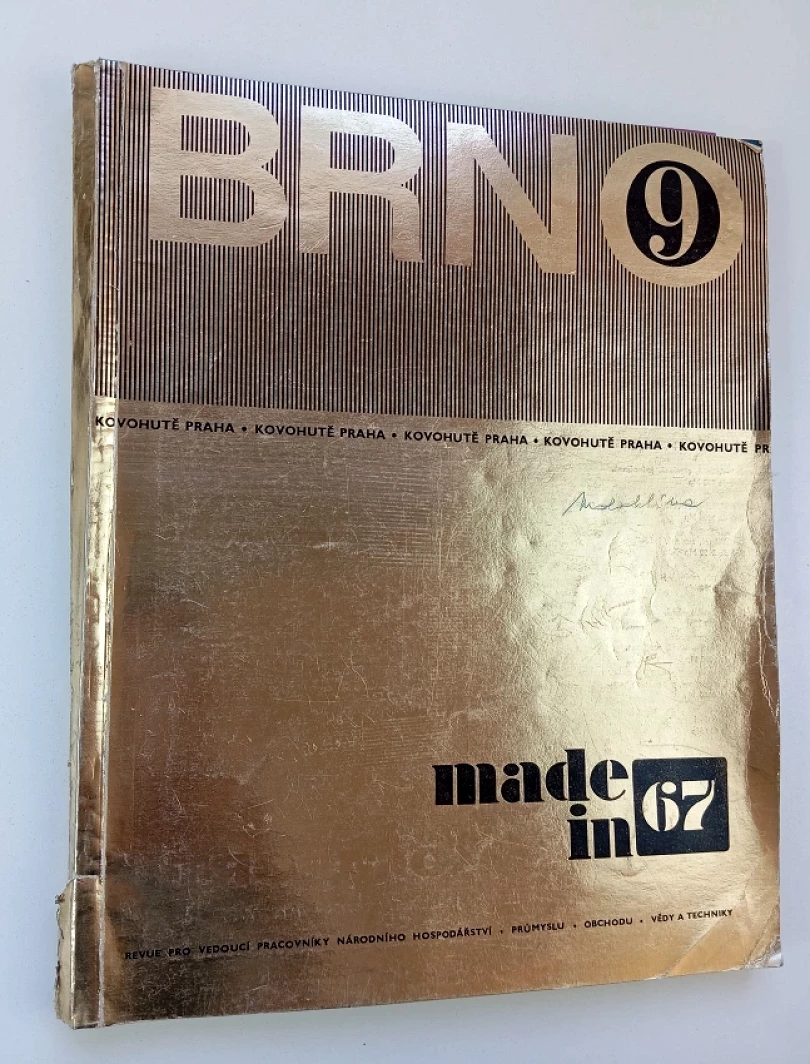 BRNO
9
KOVOHUTĚ PRAHA • KOVOHUTĚ PRAHA • KOVOHUTĚ PRAHA • KOVOHUTĚ PRAHA • KOVOHUTĚ PR
made
in 67
REVUE PRO VEDOUCÍ PRACOVNÍKY NÁRODNÍHO HOSPODÁŘSTVÍ • PRŮMYSLU • OBCHODU • VĚDY A TECHNIKY